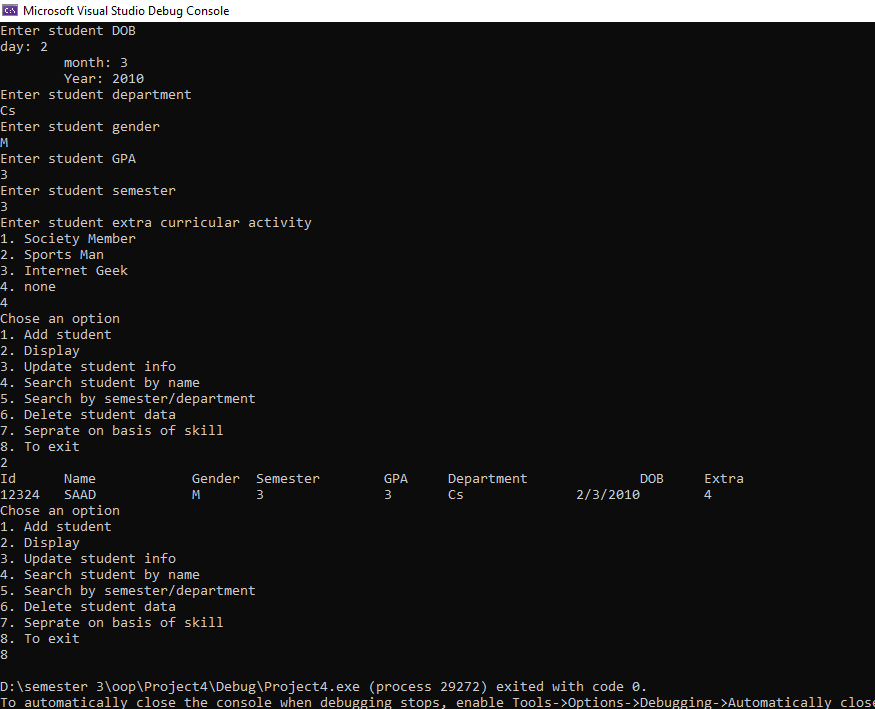 Microsoft Visual Studio Debug Console
Enter student DOB
day: 2
month: 3
Year: 2010
Enter student department
Cs
Enter student gender
M
Enter student GPA
3
Enter student semester
3
Enter student extra curricular activity
1. Society Member
2. Sports Man
3. Internet Geek
4. none
4
Chose an option
1. Add student
2. Display
3. Update student info
4. Search student by name
5. Search by semester/department
6. Delete student data
7. Seprate on basis of skill
8. To exit
2
Id Name Gender Semester GPA Department DOB Extra
12324 SAAD M 3 3 Cs 2/3/2010 4
Chose an option
1. Add student
2. Display
3. Update student info
4. Search student by name
5. Search by semester/department
6. Delete student data
7. Seprate on basis of skill
8. To exit
8
D:\semester 3\oop\Project4\Debug\Project4.exe (process 29272) exited with code 0.
To automatically close the console when debugging stops, enable Tools->Options->Debugging->Automatically close